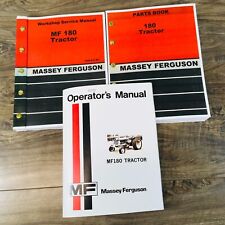 Workshop Service Manual
MF 180
Tractor
MASSEY FERGUSON
PARTS BOOK
180
Tractor
MASSEY FERGUSON
Operator's Manual
MF180 TRACTOR
MF
Massey Ferguson